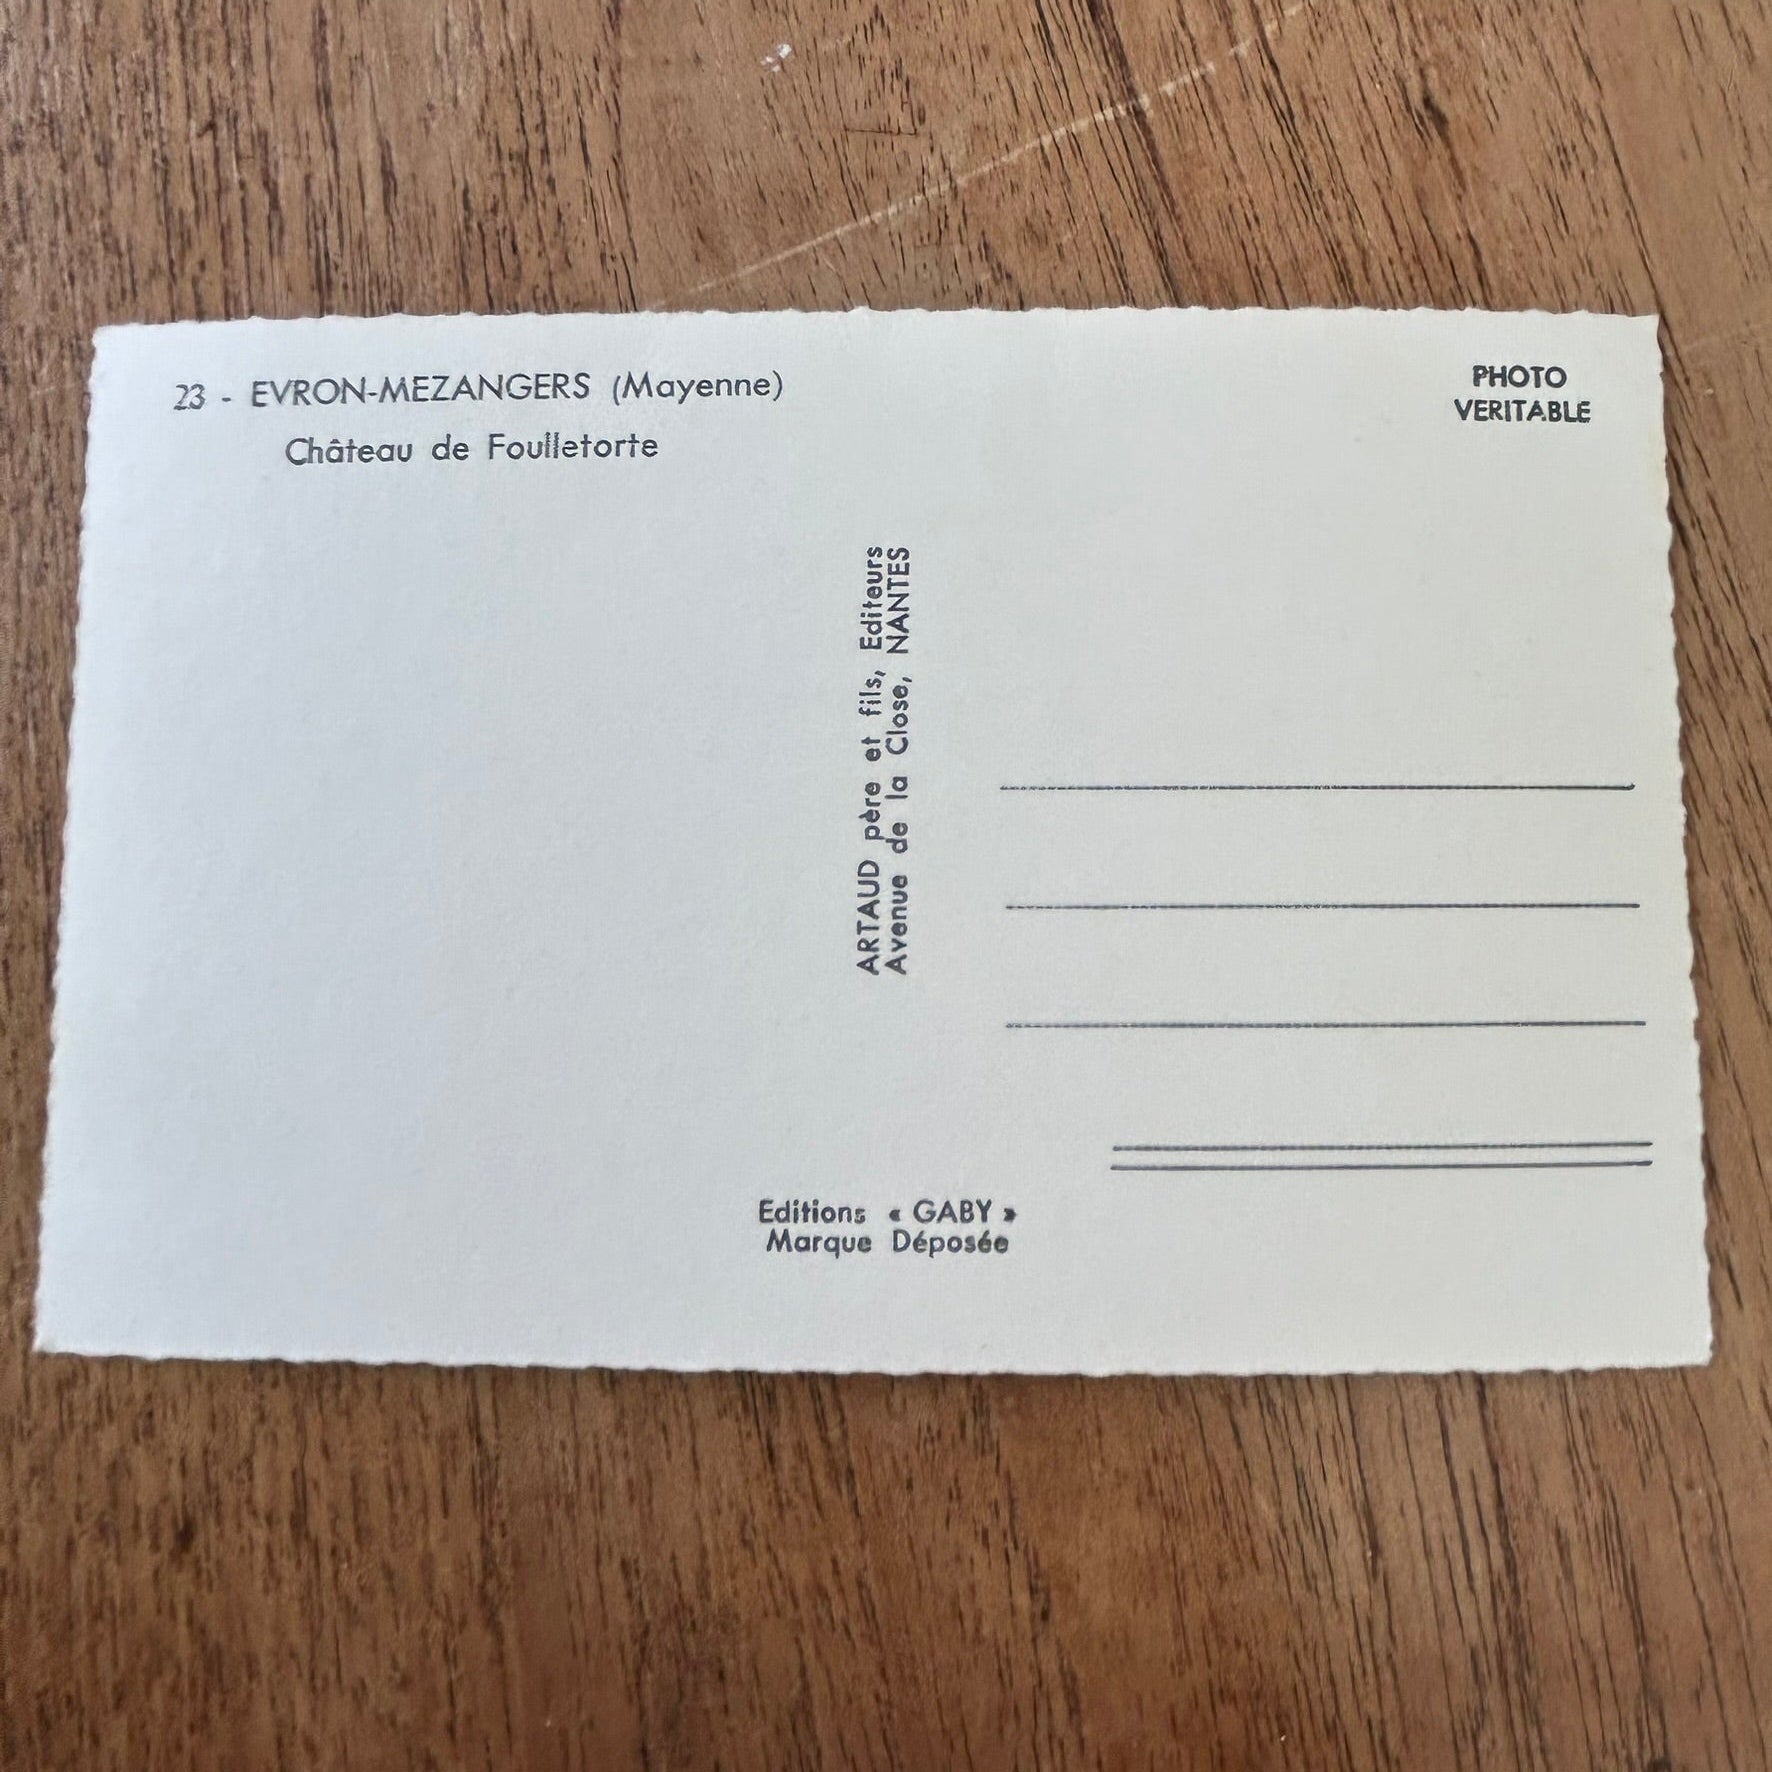 23 - EVRON-MEZANGERS (Mayenne)
Château de Foulletorte
PHOTO
VERITABLE
ARTAUD père et fils, Editeurs
Avenue de la Close, NANTES
Editions « GABY »
Marque Déposée